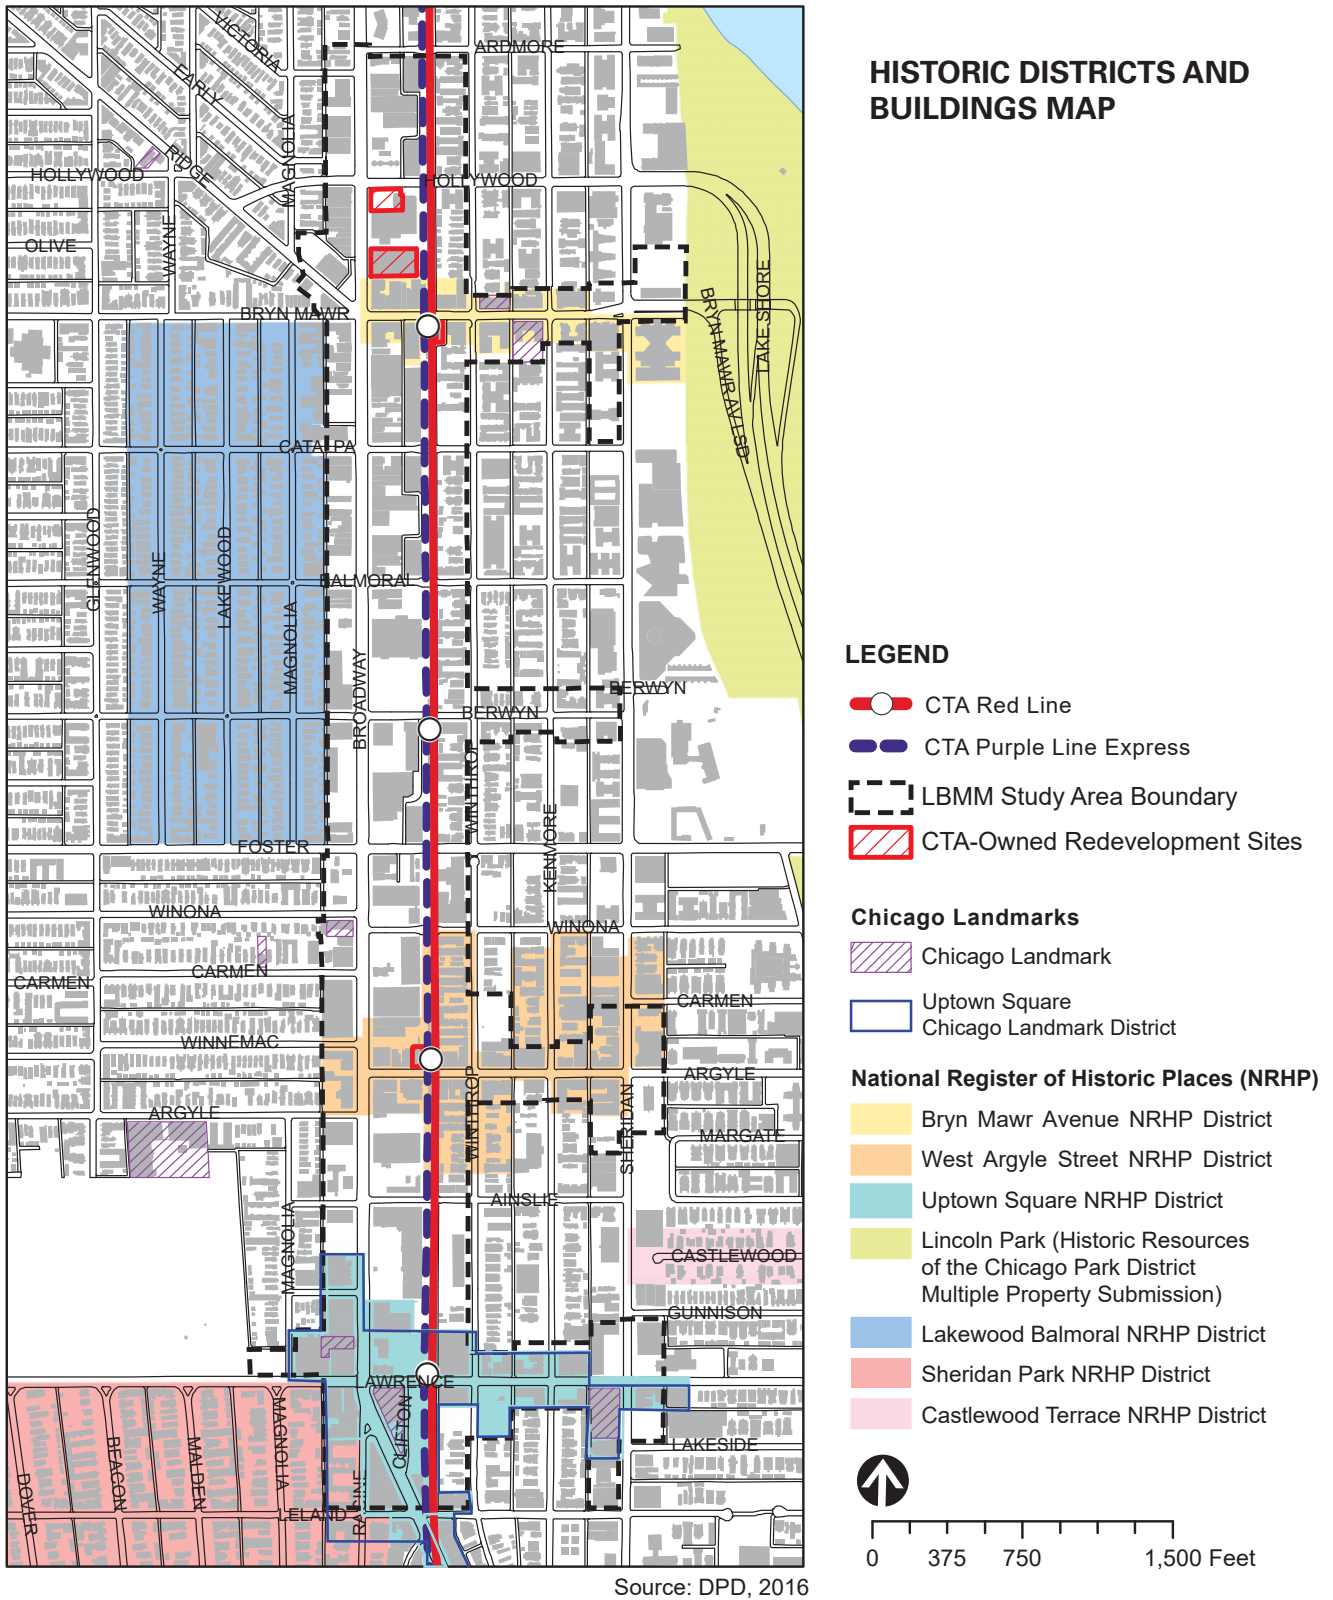 HISTORIC DISTRICTS AND
BUILDINGS MAP
VICTORIA
EARLY
ARDMORE
MAGNOLIA
RIDGE
HOLLYWOOD
HOLLYWOOD
WAYNE
OLIVE
BRYN MAWR
BRYN MAWR AV LSD
LAKE SHORE
CATALPA
GLENWOOD
WAYNE
LAKEWOOD
BALMORAL
MAGNOLIA
BROADWAY
BERWYN
BERWYN
WINTHROP
KENMORE
FOSTER
WINONA
WINONA
CARMEN
CARMEN
CARMEN
WINNEMAC
ARGYLE
WINTHROP
SHERIDAN
ARGYLE
MARGATE
AINSLIE
MAGNOLIA
CASTLEWOOD
GUNNISON
LAWRENCE
CLIFTON
MAGNOLIA
MALDEN
BEACON
DOVER
LAKESIDE
RACINE
LELAND
LEGEND
CTA Red Line
CTA Purple Line Express
LBMM Study Area Boundary
CTA-Owned Redevelopment Sites
Chicago Landmarks
Chicago Landmark
Uptown Square
Chicago Landmark District
National Register of Historic Places (NRHP)
Bryn Mawr Avenue NRHP District
West Argyle Street NRHP District
Uptown Square NRHP District
Lincoln Park (Historic Resources
of the Chicago Park District
Multiple Property Submission)
Lakewood Balmoral NRHP District
Sheridan Park NRHP District
Castlewood Terrace NRHP District
0 375 750 1,500 Feet
Source: DPD, 2016